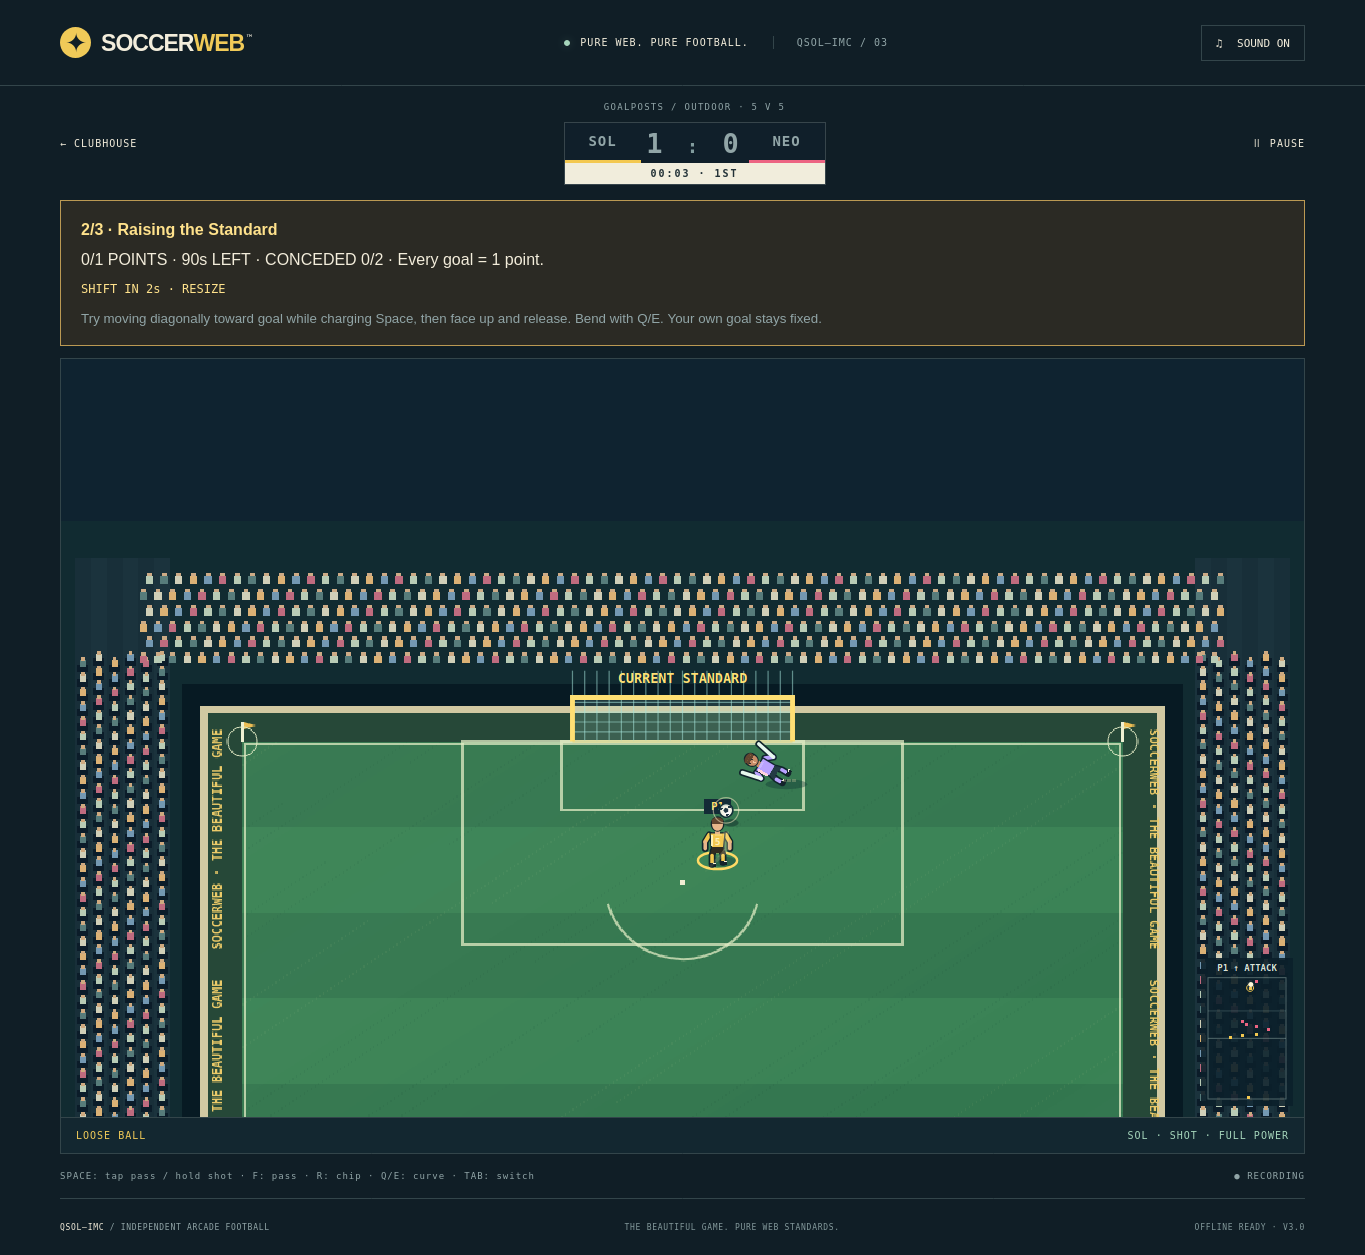 SOCCERWEB™
● PURE WEB. PURE FOOTBALL.
QSOL—IMC / 03
♫ SOUND ON
GOALPOSTS / OUTDOOR · 5 V 5
← CLUBHOUSE
SOL 1 : 0 NEO
00:03 · 1ST
II PAUSE
2/3 · Raising the Standard
0/1 POINTS · 90s LEFT · CONCEDED 0/2 · Every goal = 1 point.
SHIFT IN 2s · RESIZE
Try moving diagonally toward goal while charging Space, then face up and release. Bend with Q/E. Your own goal stays fixed.
CURRENT STANDARD
SOCCERWEB · THE BEAUTIFUL GAME
THE BEAUTIFUL GAME
SOCCERWEB · THE BEAUTIFUL GAME
SOCCERWEB · THE BEA
S
P1 ↑ ATTACK
LOOSE BALL
SOL · SHOT · FULL POWER
SPACE: tap pass / hold shot · F: pass · R: chip · Q/E: curve · TAB: switch
● RECORDING
QSOL—IMC / INDEPENDENT ARCADE FOOTBALL
THE BEAUTIFUL GAME. PURE WEB STANDARDS.
OFFLINE READY · V3.0